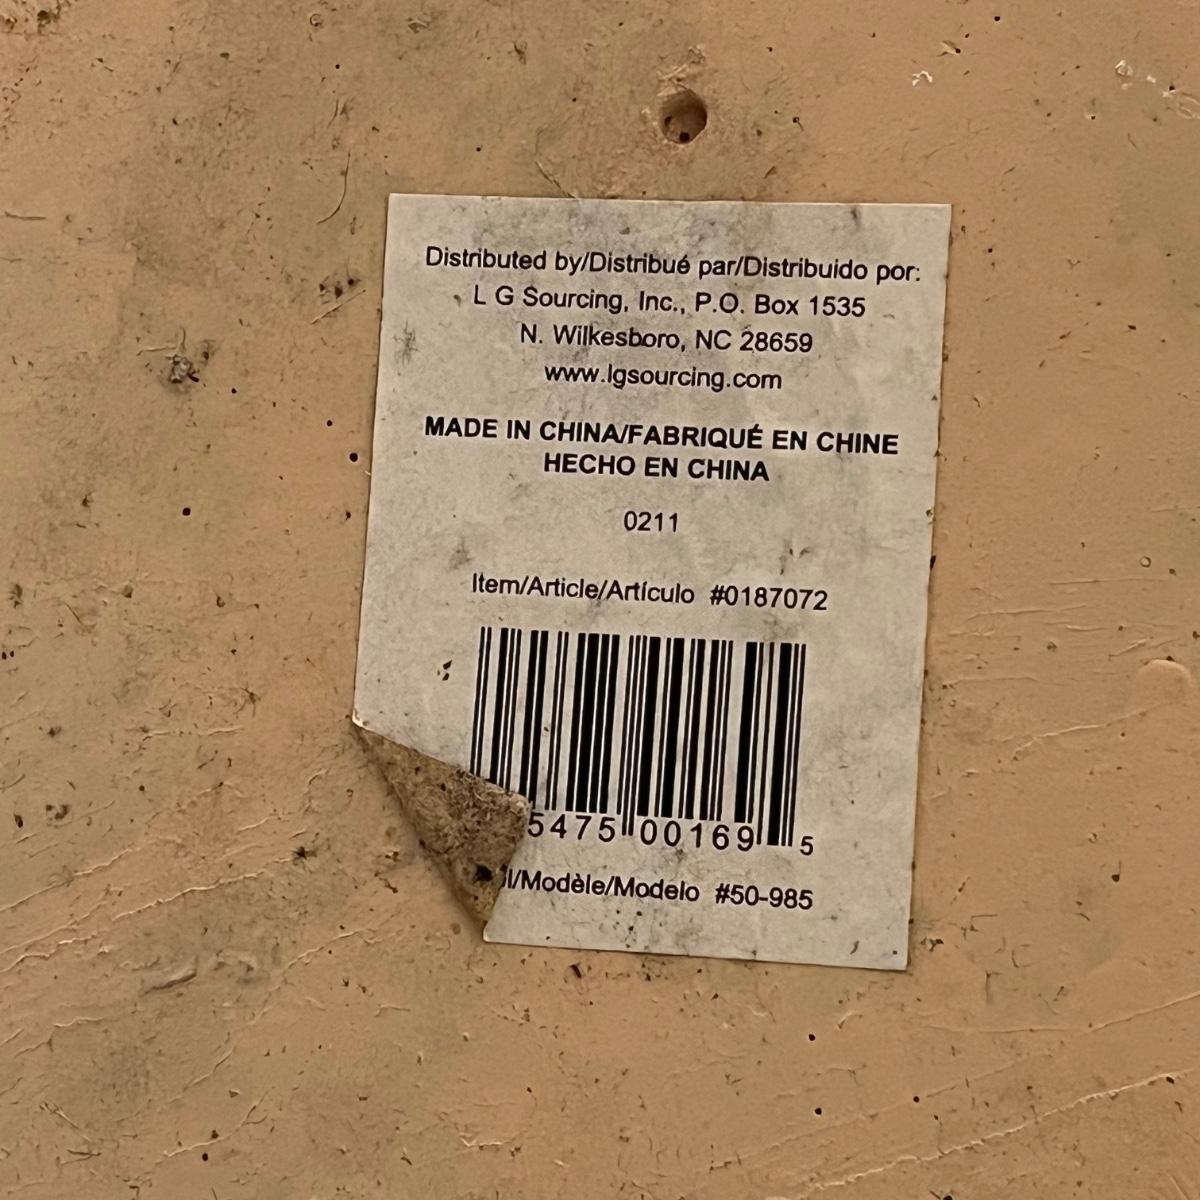 Distributed by/Distribué par/Distribuido por:
L G Sourcing, Inc., P.O. Box 1535
N. Wilkesboro, NC 28659
www.lgsourcing.com
MADE IN CHINA/FABRIQUÉ EN CHINE
HECHO EN CHINA
0211
Item/Article/Artículo #0187072
5475 00169 5
l/Modèle/Modelo #50-985